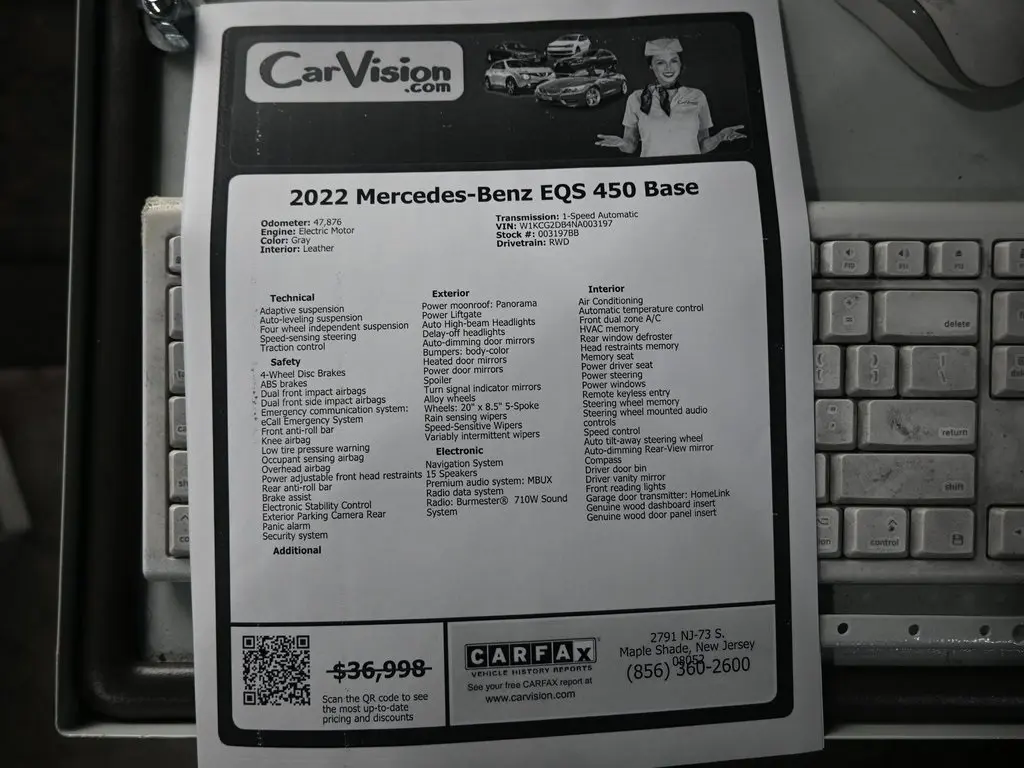 CarVision
.com
2022 Mercedes-Benz EQS 450 Base
Odometer: 47,876
Engine: Electric Motor
Color: Gray
Interior: Leather
Transmission: 1-Speed Automatic
VIN: W1KCG2DB4NA003197
Stock #: 003197BB
Drivetrain: RWD
Technical
Adaptive suspension
Auto-leveling suspension
Four wheel independent suspension
Speed-sensing steering
Traction control
Safety
4-Wheel Disc Brakes
ABS brakes
Dual front impact airbags
Dual front side impact airbags
Emergency communication system:
eCall Emergency System
Front anti-roll bar
Knee airbag
Low tire pressure warning
Occupant sensing airbag
Overhead airbag
Power adjustable front head restraints
Rear anti-roll bar
Brake assist
Electronic Stability Control
Exterior Parking Camera Rear
Panic alarm
Security system
Additional
Exterior
Power moonroof: Panorama
Power Liftgate
Auto High-beam Headlights
Delay-off headlights
Auto-dimming door mirrors
Bumpers: body-color
Heated door mirrors
Power door mirrors
Spoiler
Turn signal indicator mirrors
Alloy wheels
Wheels: 20" x 8.5" 5-Spoke
Rain sensing wipers
Speed-Sensitive Wipers
Variably intermittent wipers
Electronic
Navigation System
15 Speakers
Premium audio system: MBUX
Radio data system
Radio: Burmester® 710W Sound
System
Interior
Air Conditioning
Automatic temperature control
Front dual zone A/C
HVAC memory
Rear window defroster
Head restraints memory
Memory seat
Power driver seat
Power steering
Power windows
Remote keyless entry
Steering wheel memory
Steering wheel mounted audio
controls
Speed control
Auto tilt-away steering wheel
Auto-dimming Rear-View mirror
Compass
Driver door bin
Driver vanity mirror
Front reading lights
Garage door transmitter: HomeLink
Genuine wood dashboard insert
Genuine wood door panel insert
$36,998
Scan the QR code to see
the most up-to-date
pricing and discounts
CARFAX
VEHICLE HISTORY REPORTS
See your free CARFAX report at
www.carvision.com
2791 NJ-73 S.
Maple Shade, New Jersey
08052
(856) 360-2600
delete
return
shift
control